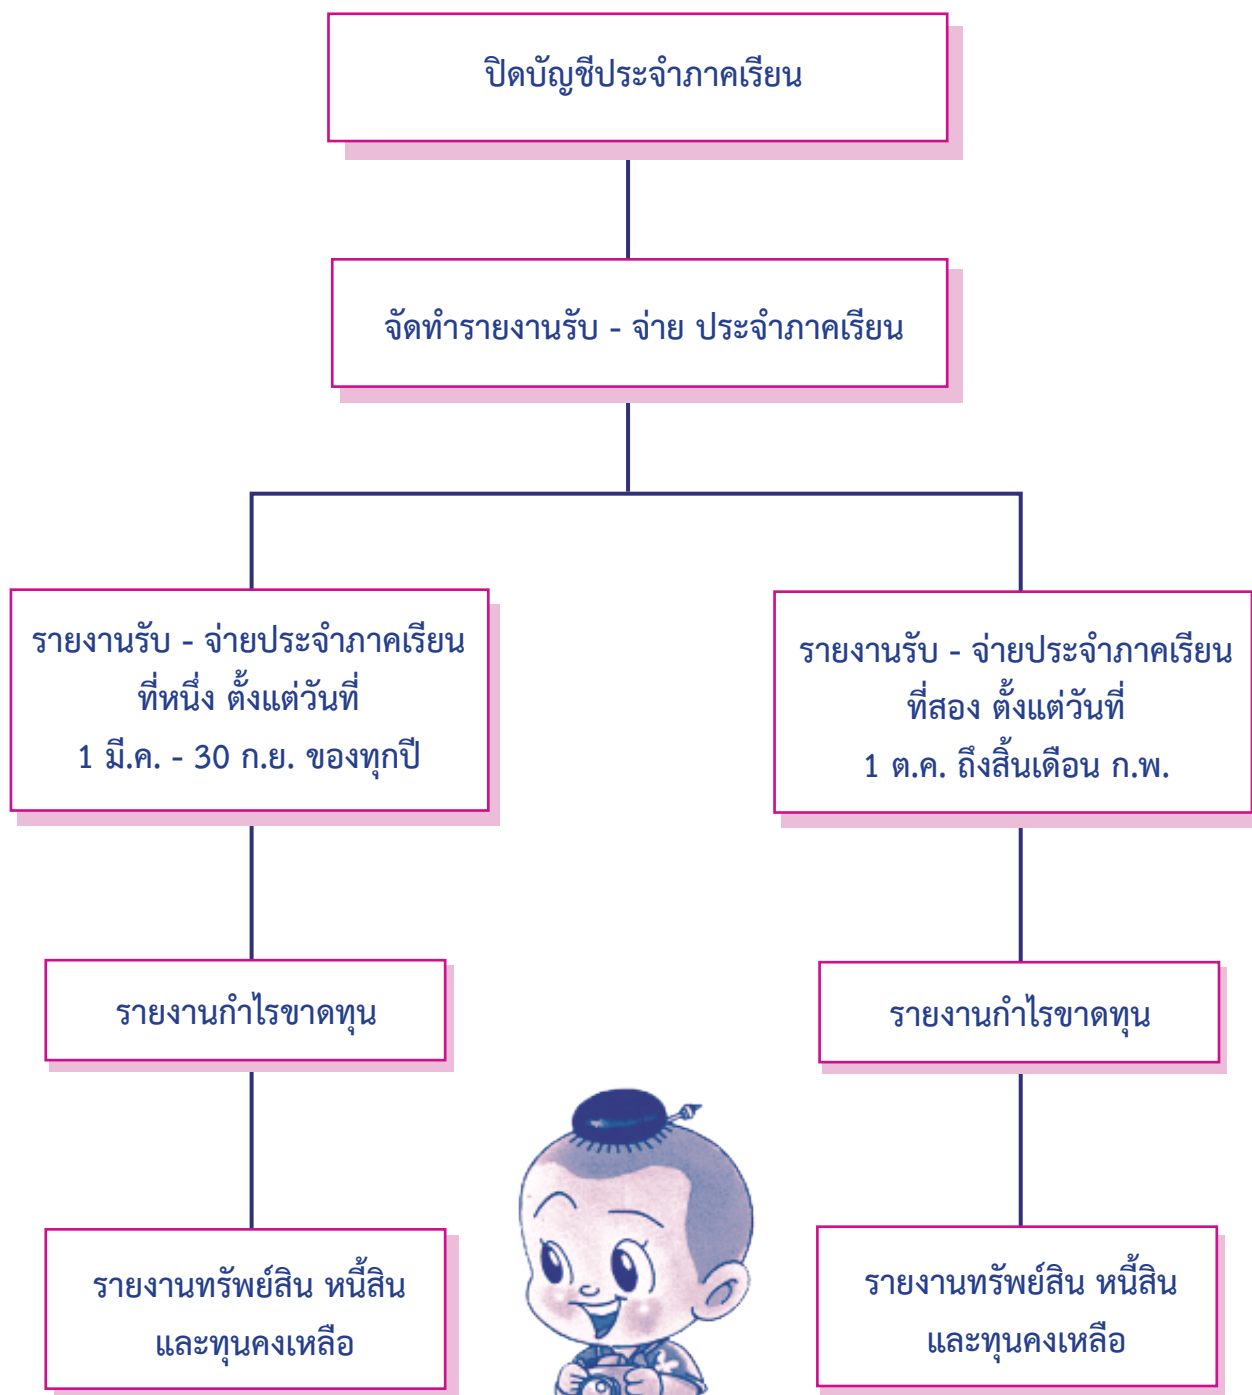 ปิดบัญชีประจำภาคเรียน
จัดทำรายงานรับ - จ่าย ประจำภาคเรียน
รายงานรับ - จ่ายประจำภาคเรียน
ที่หนึ่ง ตั้งแต่วันที่
1 มี.ค. - 30 ก.ย. ของทุกปี
รายงานรับ - จ่ายประจำภาคเรียน
ที่สอง ตั้งแต่วันที่
1 ต.ค. ถึงสิ้นเดือน ก.พ.
รายงานกำไรขาดทุน
รายงานกำไรขาดทุน
รายงานทรัพย์สิน หนี้สิน
และทุนคงเหลือ
รายงานทรัพย์สิน หนี้สิน
และทุนคงเหลือ